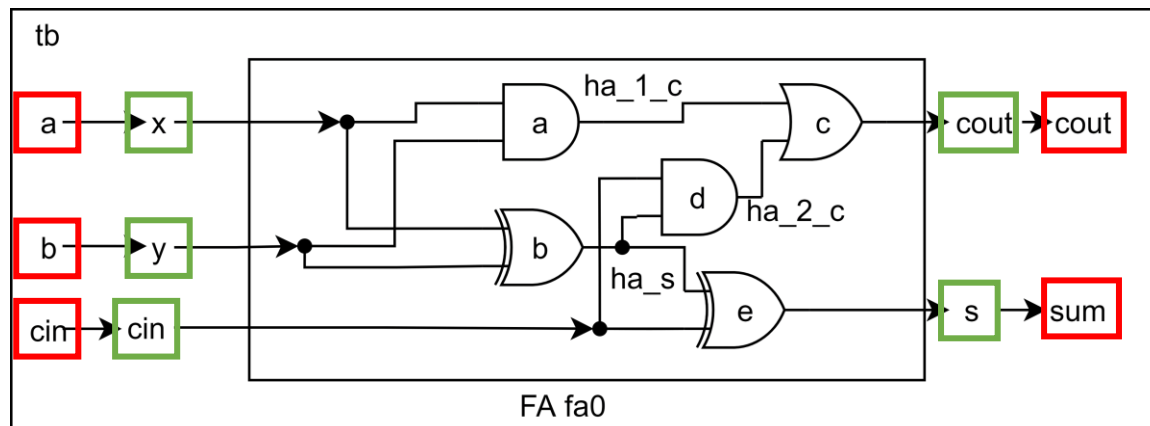 tb
ha_1_c
a x a c cout cout
d
ha_2_c
b y b
ha_s
cin cin e s sum
FA fa0